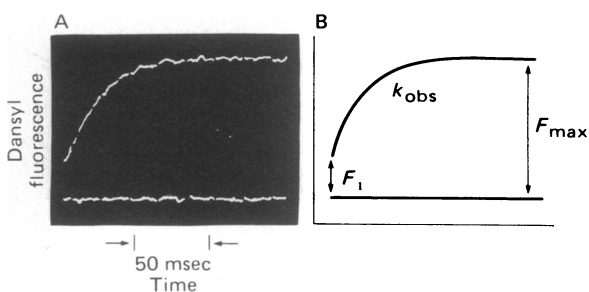 A
Dansyl
fluorescence
50 msec
Time
B
kobs
Fmax
F1